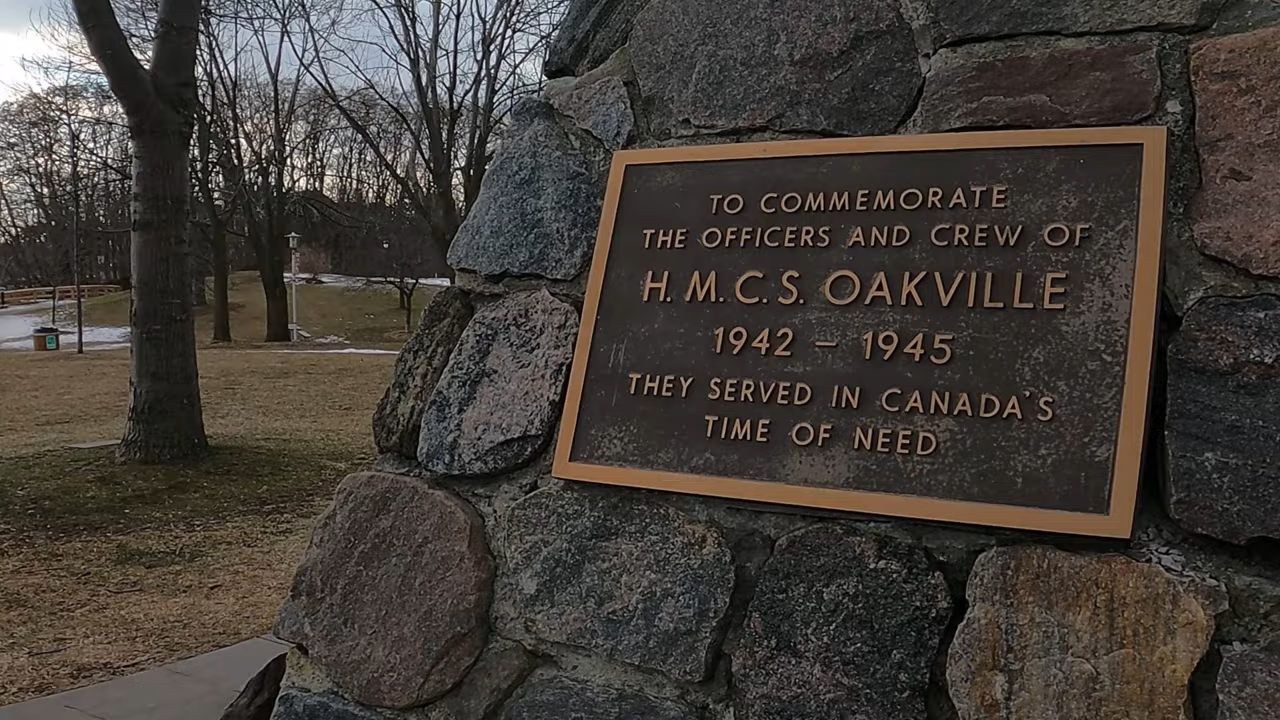 TO COMMEMORATE
THE OFFICERS AND CREW OF
H. M. C. S. OAKVILLE
1942 – 1945
THEY SERVED IN CANADA'S
TIME OF NEED